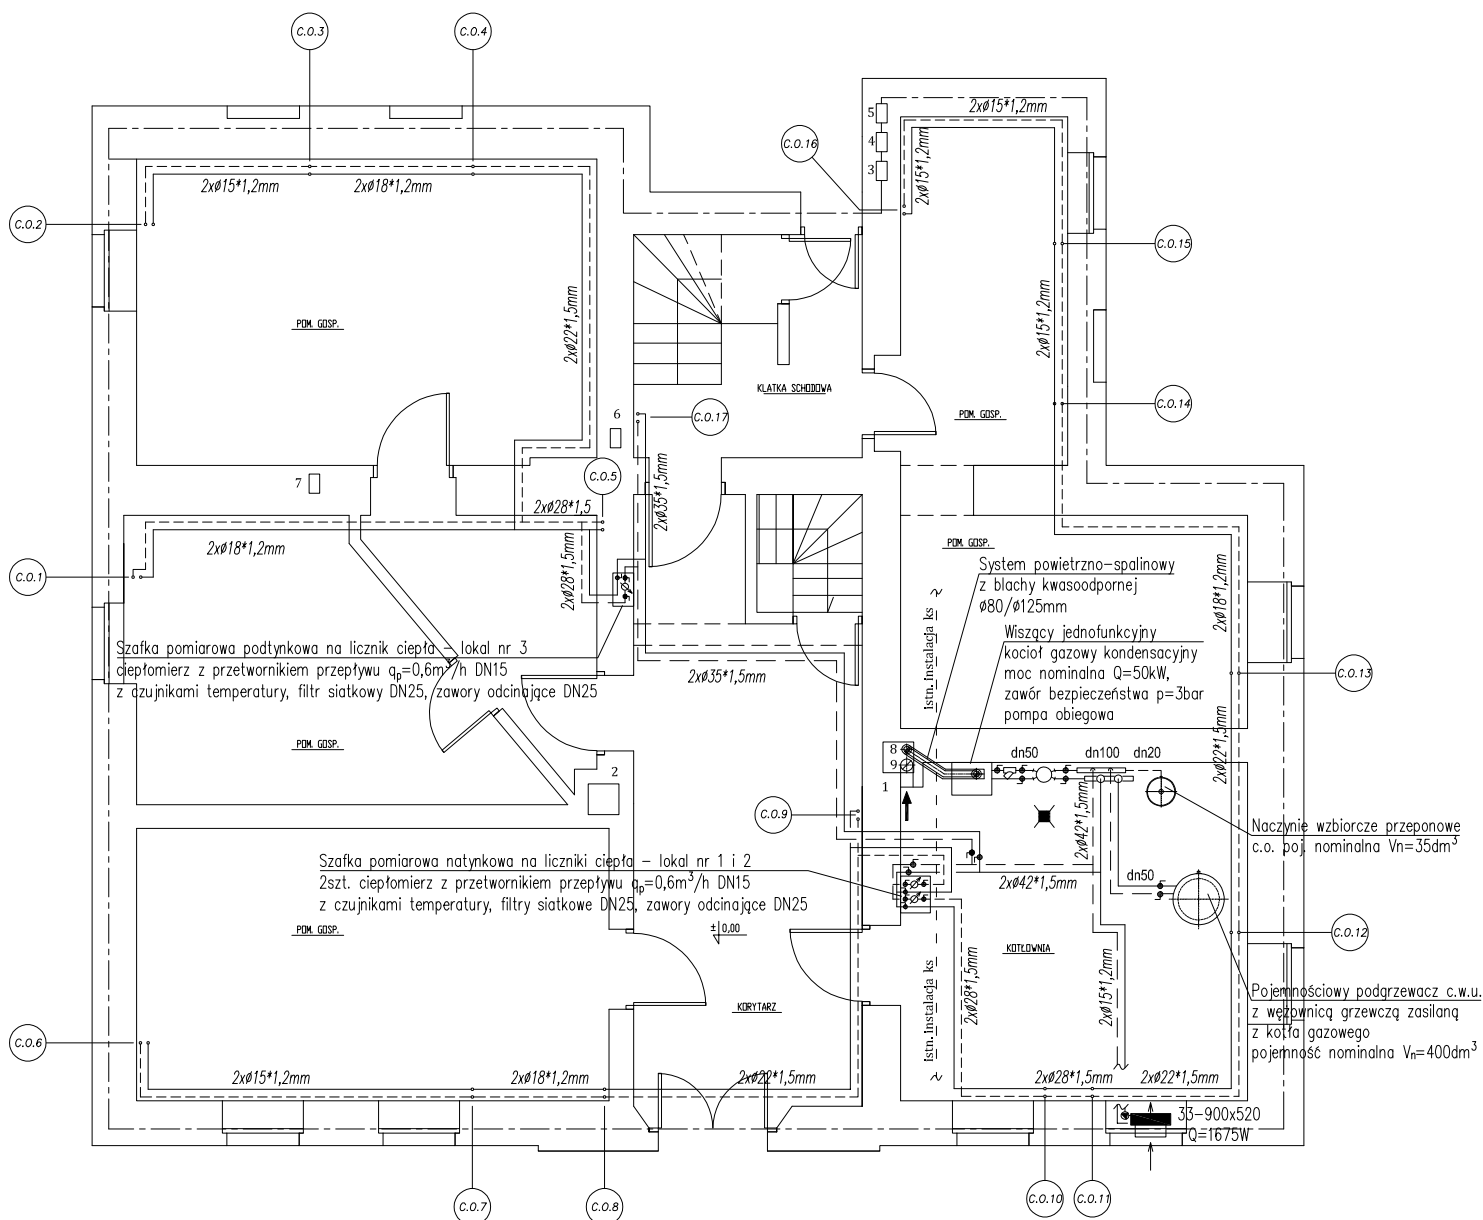 C.O.3
C.O.4
2xø15*1,2mm
5
4
3
C.O.16
2xø15*1,2mm
2xø15*1,2mm
2xø18*1,2mm
C.O.2
C.O.15
2xø22*1,5mm
2xø15*1,2mm
POM. GOSP.
KLATKA SCHODOWA
6
C.O.17
POM. GOSP.
C.O.14
7
C.O.5
2xø35*1,5mm
2xø28*1,5
2xø18*1,2mm
2xø28*1,5mm
C.O.1
POM. GOSP.
System powietrzno-spalinowy
z blachy kwasoodpornej
ø80/ø125mm
2xø18*1,2mm
Istn.Instalacja ks
Wiszący jednofunkcyjny
kocioł gazowy kondensacyjny
moc nominalna Q=50kW,
zawór bezpieczeństwa p=3bar
pompa obiegowa
Szafka pomiarowa podtynkowa na licznik ciepła – lokal nr 3
ciepłomierz z przetwornikiem przepływu qp=0,6m³/h DN15
z czujnikami temperatury, filtr siatkowy DN25, zawory odcinające DN25
2xø35*1,5mm
C.O.13
2xø22*1,5mm
POM. GOSP.
2
8
9
1
dn50
dn100
dn20
C.O.9
2xø42*1,5mm
Naczynie wzbiorcze przeponowe
c.o. poj. nominalna Vn=35dm³
Szafka pomiarowa natynkowa na liczniki ciepła – lokal nr 1 i 2
2szt. ciepłomierz z przetwornikiem przepływu qp=0,6m³/h DN15
z czujnikami temperatury, filtry siatkowe DN25, zawory odcinające DN25
2xø42*1,5mm
dn50
POM. GOSP.
±0,00
KOTŁOWNIA
C.O.12
Istn.Instalacja ks
2xø28*1,5mm
2xø15*1,2mm
KORYTARZ
Pojemnościowy podgrzewacz c.w.u.
z wężownicą grzewczą zasilaną
z kotła gazowego
pojemność nominalna Vn=400dm³
C.O.6
2xø15*1,2mm
2xø18*1,2mm
2xø22*1,5mm
2xø28*1,5mm
2xø22*1,5mm
33-900x520
Q=1675W
C.O.7
C.O.8
C.O.10
C.O.11